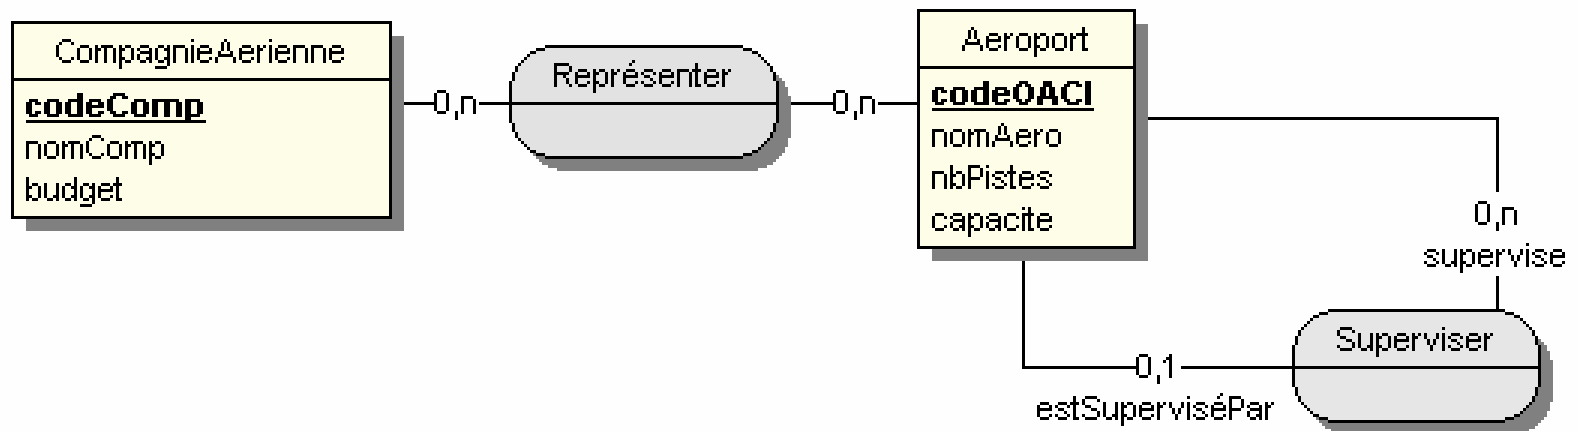 CompagnieAerienne
codeComp
nomComp
budget
0,n
Représenter
0,n
Aeroport
codeOACI
nomAero
nbPistes
capacite
0,n
supervise
Superviser
0,1
estSuperviséPar